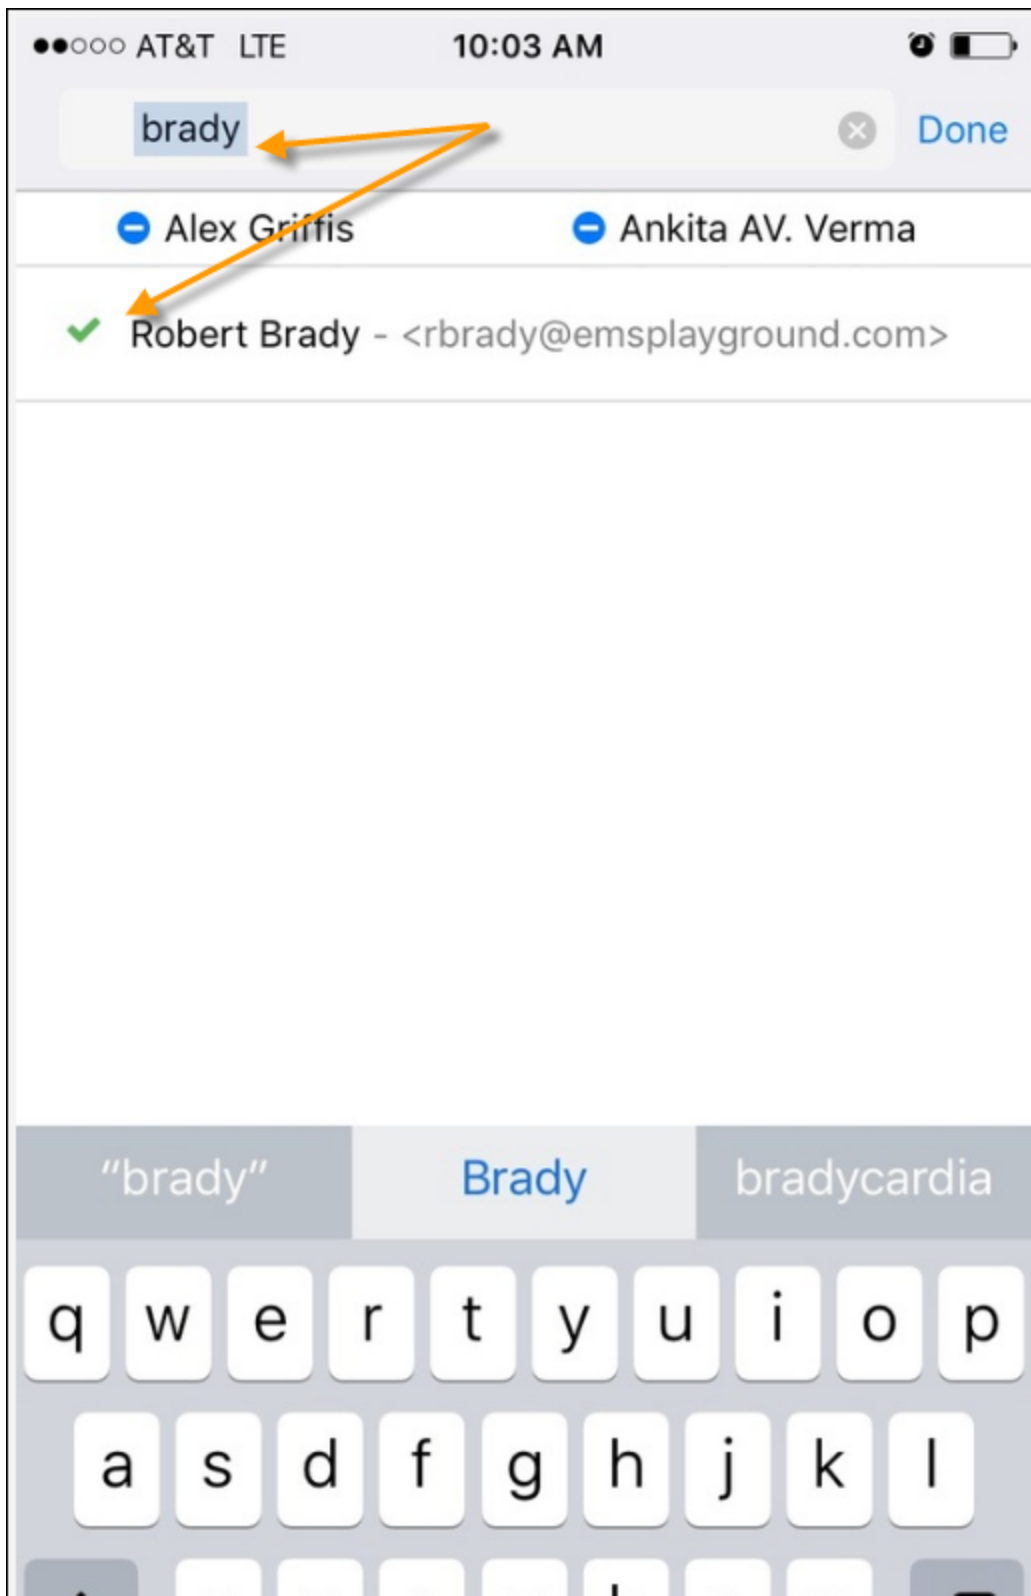 AT&T LTE 10:03 AM
brady Done
Alex Griffis Ankita AV. Verma
Robert Brady - <rbrady@emsplayground.com>
"brady" Brady bradycardia
q w e r t y u i o p
a s d f g h j k l